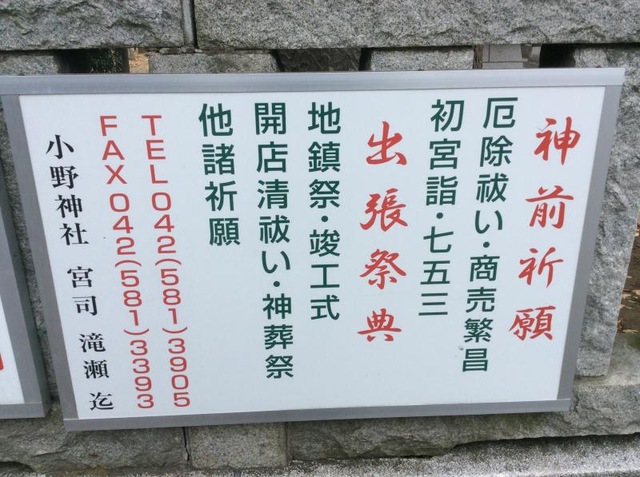 神前祈願
厄除祓い・商売繁昌
初宮詣・七五三
出張祭典
地鎮祭・竣工式
開店清祓い・神葬祭
他諸祈願
TEL042(581)3905
FAX042(581)3393
小野神社 宮司 滝瀬 迄